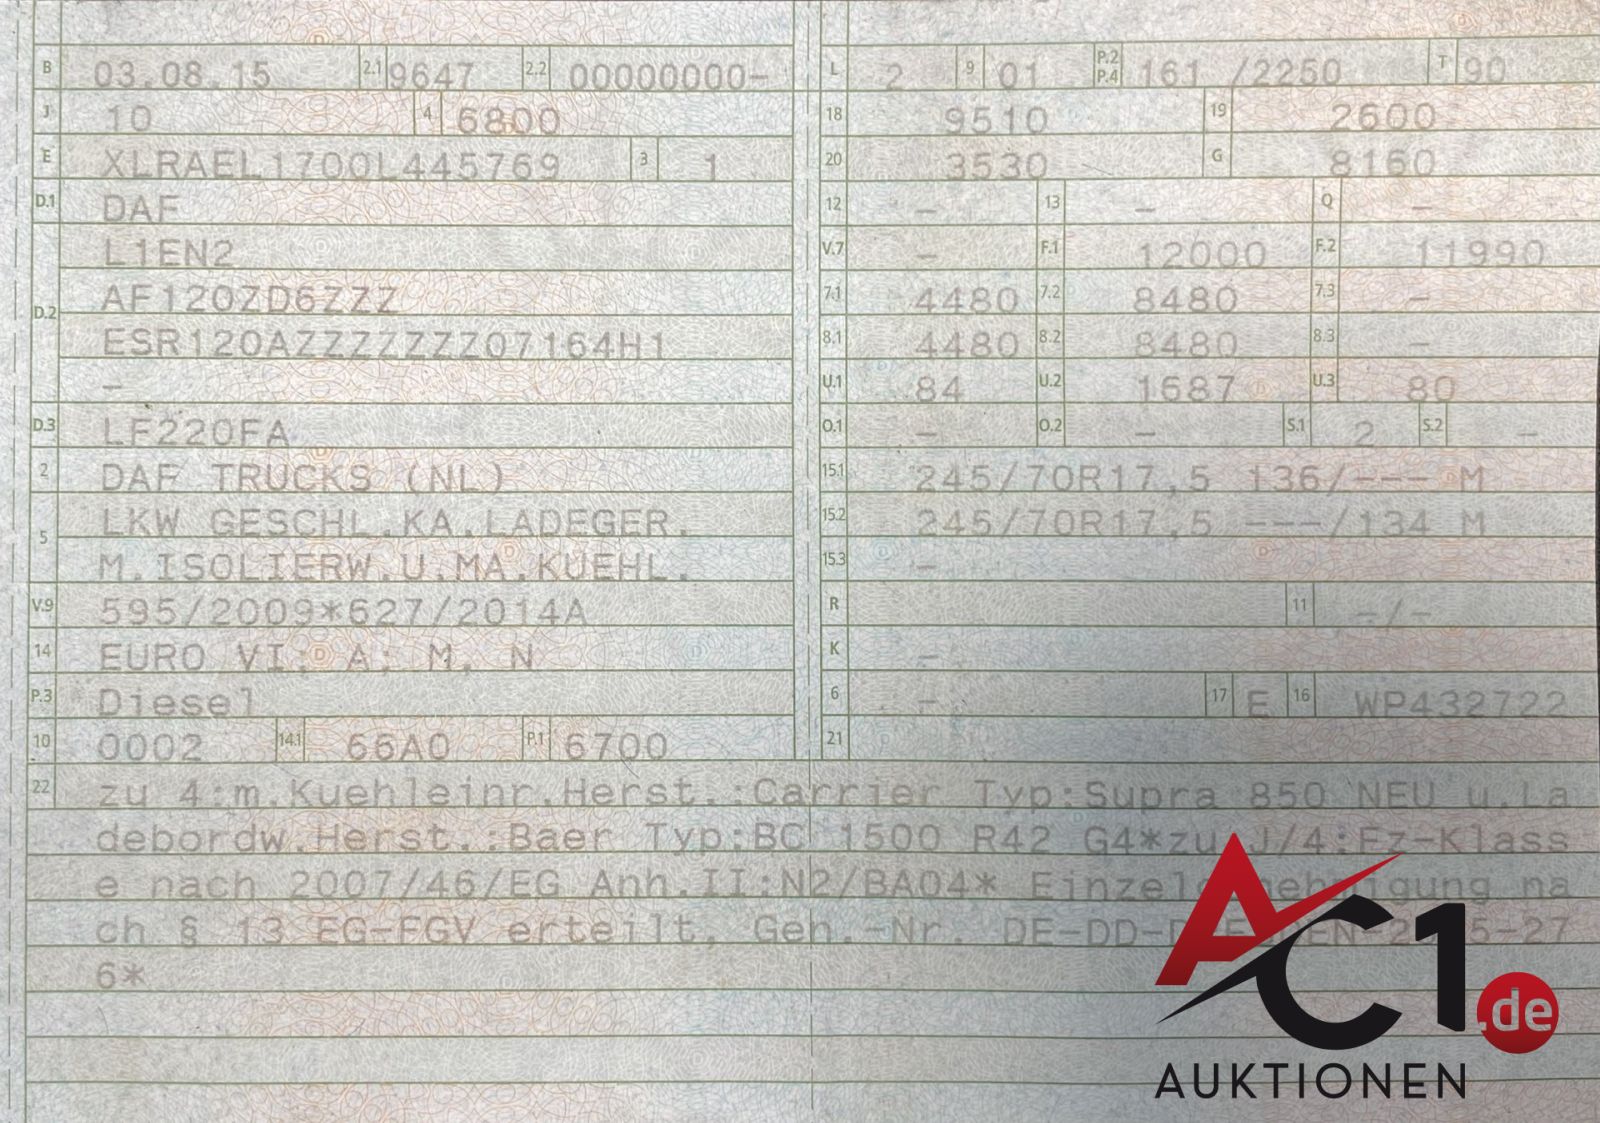 B 03.08.15 2.1 9647 2.2 00000000-
J 10 4 6800
E XLRAEL1700L445769 3 1
D.1 DAF
L1EN2
D.2 AF120ZD6ZZZ
ESR120AZZZZZZZ07164H1
-
D.3 LF220FA
2 DAF TRUCKS (NL)
5 LKW GESCHL.KA.LADEGER.
M.ISOLIERW.U.MA.KUEHL.
V.9 595/2009*627/2014A
14 EURO VI; A; M, N
P.3 Diesel
10 0002 14.1 66A0 P.1 6700
L 2 9 01 P.2 P.4 161 /2250 T 90
18 9510 19 2600
20 3530 G 8160
12 - 13 - Q -
V.7 - F.1 12000 F.2 11990
7.1 4480 7.2 8480 7.3 -
8.1 4480 8.2 8480 8.3 -
U.1 84 U.2 1687 U.3 80
O.1 - O.2 - S.1 2 S.2 -
15.1 245/70R17,5 136/--- M
15.2 245/70R17,5 ---/134 M
15.3 -
R 11 -/-
K -
6 - 17 E 16 WP432722
21
22 zu 4:m.Kuehleinr.Herst.:Carrier Typ:Supra 850 NEU u.La
debordw.Herst.:Baer Typ:BC 1500 R42 G4*zu J/4:Fz-Klass
e nach 2007/46/EG Anh.II:N2/BA04* Einzelgenehmigung na
ch § 13 EG-FGV erteilt, Gen.-Nr. DE-DD-DRESDEN-2015-27
6*
AC1.de
AUKTIONEN